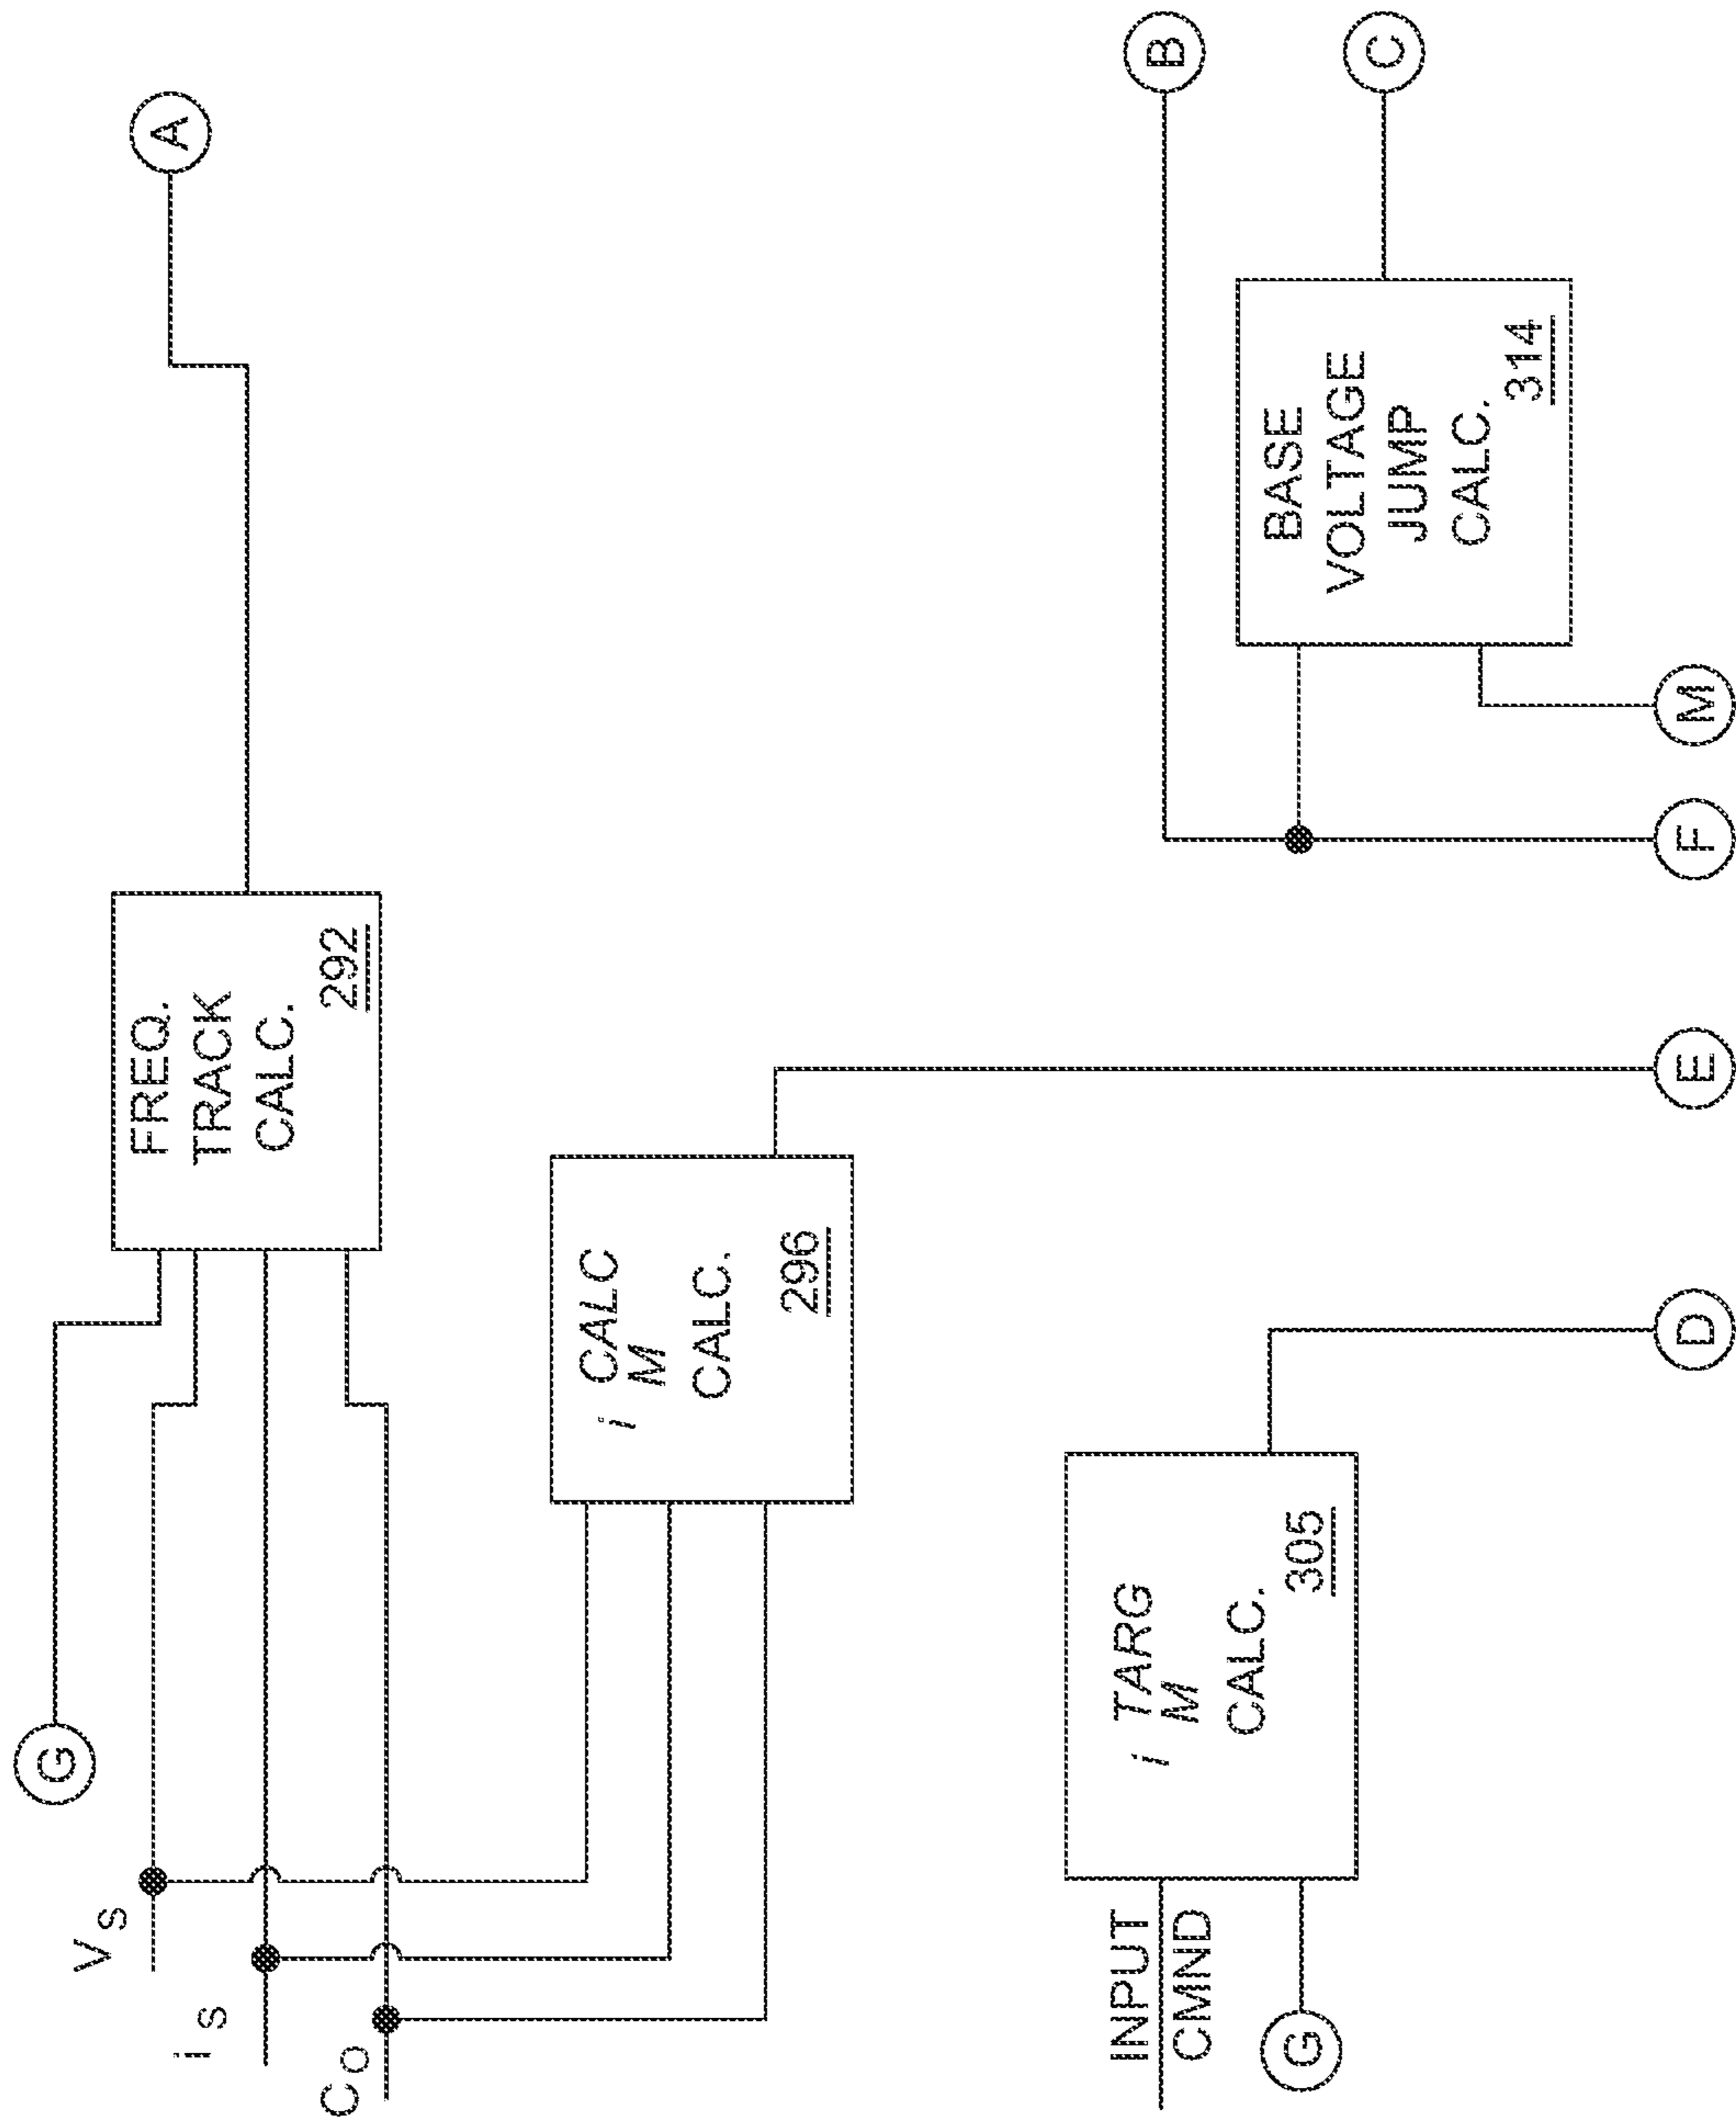 G
V S
i S
C O
FREQ.
TRACK
CALC.
292
A
i CALC
M
CALC.
296
E
INPUT
CMND
G
i TARG
M
CALC.
305
D
B
BASE
VOLTAGE
JUMP
CALC.
314
C
F
M